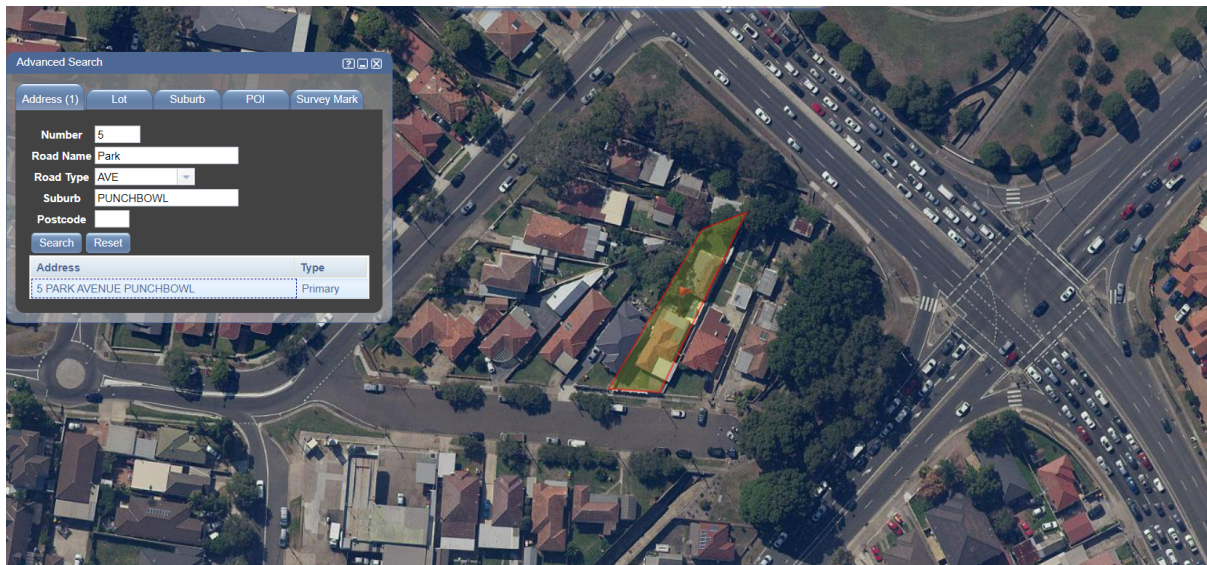 Advanced Search
Address (1) Lot Suburb POI Survey Mark
Number 5
Road Name Park
Road Type AVE
Suburb PUNCHBOWL
Postcode
Search Reset
Address Type
5 PARK AVENUE PUNCHBOWL Primary